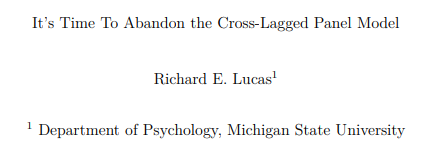 It's Time To Abandon the Cross-Lagged Panel Model
Richard E. Lucas¹
¹ Department of Psychology, Michigan State University